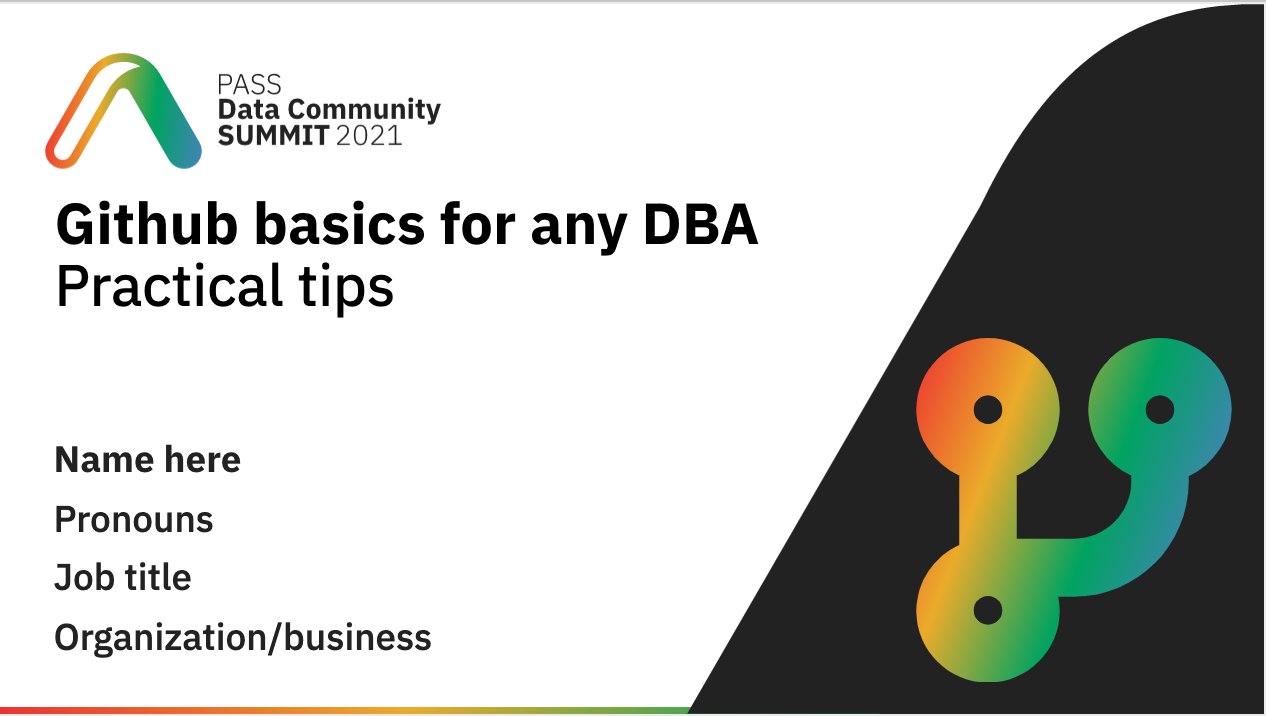 PASS
Data Community
SUMMIT 2021
Github basics for any DBA
Practical tips
Name here
Pronouns
Job title
Organization/business